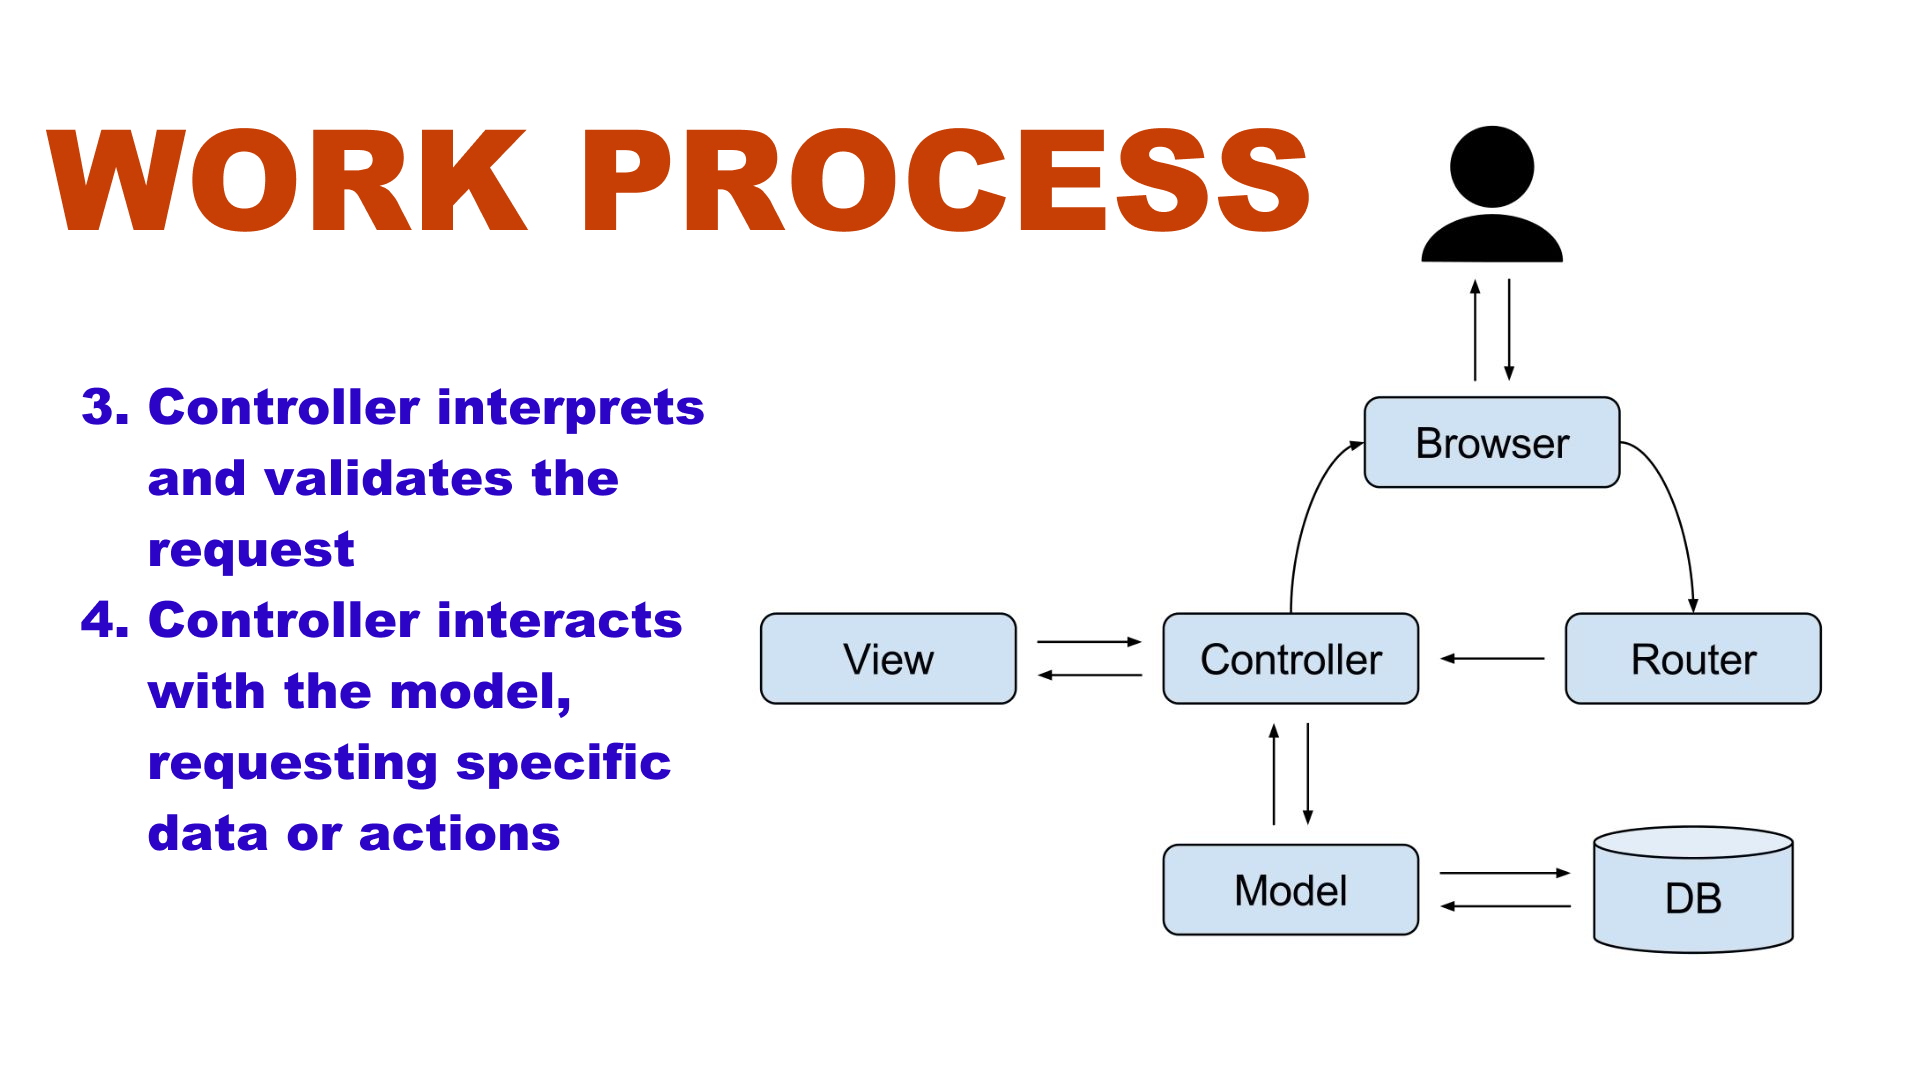 WORK PROCESS
3. Controller interprets
and validates the
request
4. Controller interacts
with the model,
requesting specific
data or actions
Browser
View
Controller
Router
Model
DB